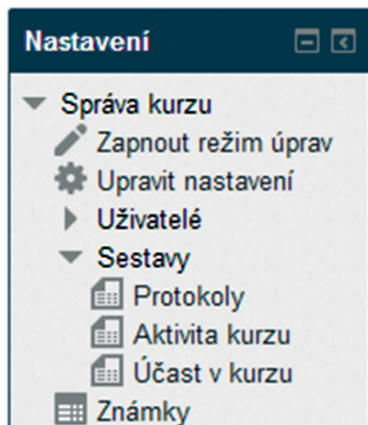 Nastavení
Správa kurzu
Zapnout režim úprav
Upravit nastavení
Uživatelé
Sestavy
Protokoly
Aktivita kurzu
Účast v kurzu
Známky